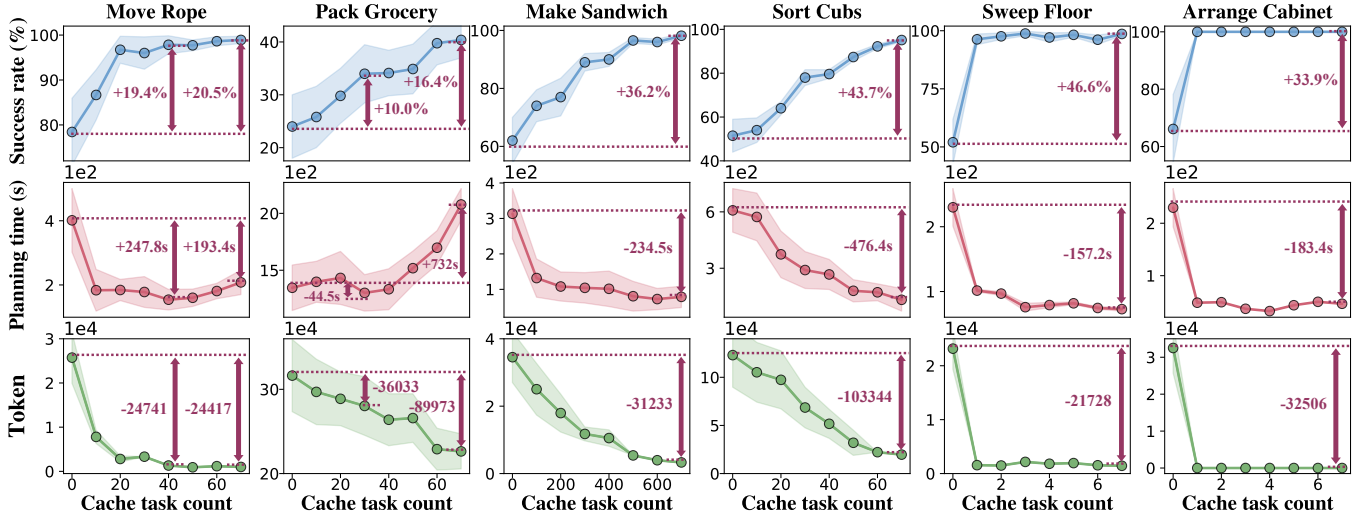 Move Rope Pack Grocery Make Sandwich Sort Cubs Sweep Floor Arrange Cabinet
Success rate (%)
100
90
80
+19.4% +20.5%
40
30
20
+10.0% +16.4%
100
80
60
+36.2%
100
80
60
40
+43.7%
100
50
+46.6%
100
75
+33.9%
Planning time (s)
1e2
4
2
+247.8s +193.4s
1e2
20
15
-44.5s +732s
1e2
4
3
2
1
-234.5s
1e2
6
3
-476.4s
1e2
2
1
-157.2s
1e2
2
0
-183.4s
Token
1e4
3
2
1
0
-24741 -24417
1e4
30
20
-36033
-89973
1e4
4
2
0
-31233
1e4
10
5
0
-103344
1e4
2
1
0
-21728
1e4
3
2
1
0
-32506
0 20 40 60
0 20 40 60
0 200 400 600
0 20 40 60
0 2 4 6
0 2 4 6
Cache task count Cache task count Cache task count Cache task count Cache task count Cache task count